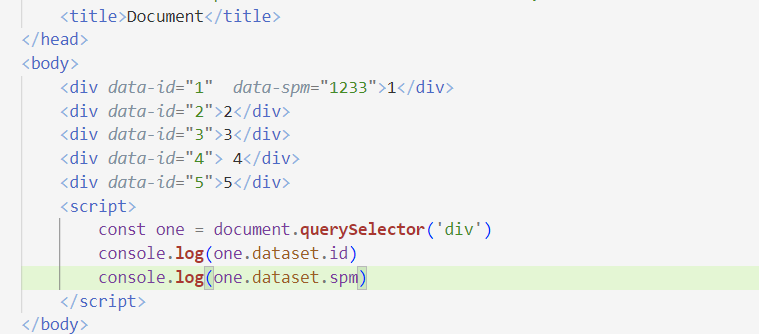 <title>Document</title>
</head>
<body>
<div data-id="1"  data-spm="1233">1</div>
<div data-id="2">2</div>
<div data-id="3">3</div>
<div data-id="4"> 4</div>
<div data-id="5">5</div>
<script>
const one = document.querySelector('div')
console.log(one.dataset.id)
console.log(one.dataset.spm)
</script>
</body>